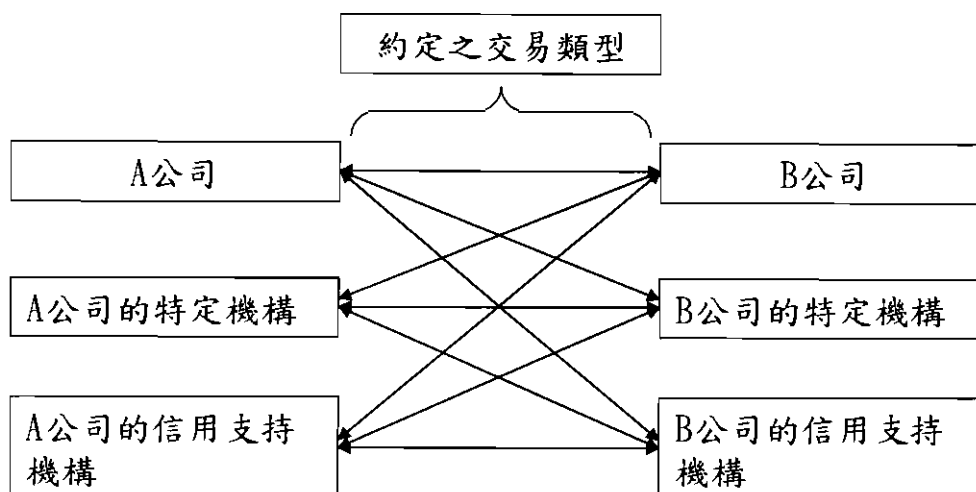 約定之交易類型
A公司
B公司
A公司的特定機構
B公司的特定機構
A公司的信用支持
機構
B公司的信用支持
機構